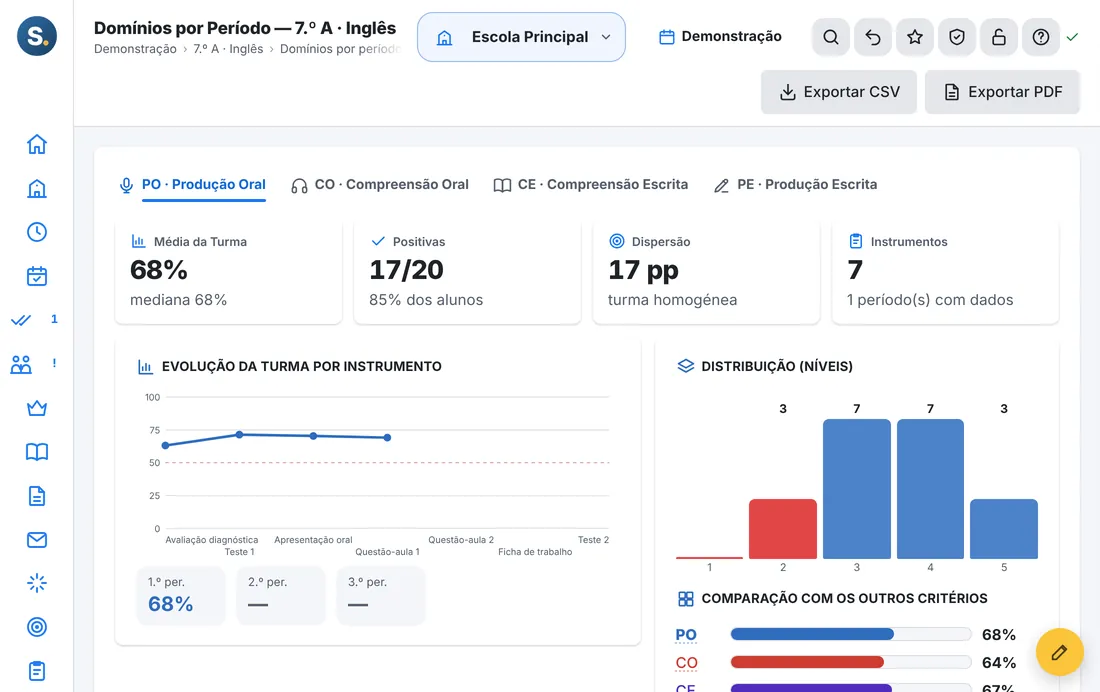 S.
Domínios por Período — 7.º A · Inglês
Demonstração › 7.º A · Inglês › Domínios por período
Escola Principal
Demonstração
Exportar CSV
Exportar PDF
1
!
PO · Produção Oral
CO · Compreensão Oral
CE · Compreensão Escrita
PE · Produção Escrita
Média da Turma
68%
mediana 68%
Positivas
17/20
85% dos alunos
Dispersão
17 pp
turma homogénea
Instrumentos
7
1 período(s) com dados
EVOLUÇÃO DA TURMA POR INSTRUMENTO
100
75
50
25
0
Avaliação diagnóstica
Teste 1
Apresentação oral
Questão-aula 1
Questão-aula 2
Ficha de trabalho
Teste 2
1.º per.
68%
2.º per.
—
3.º per.
—
DISTRIBUIÇÃO (NÍVEIS)
3 7 7 3
1 2 3 4 5
COMPARAÇÃO COM OS OUTROS CRITÉRIOS
PO 68%
CO 64%
CE 67%